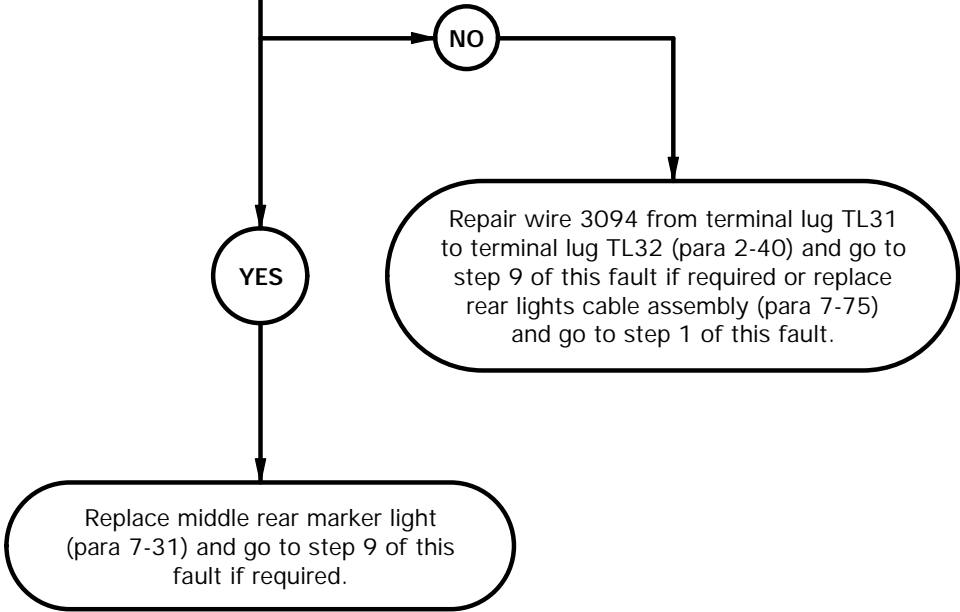 NO
Repair wire 3094 from terminal lug TL31
to terminal lug TL32 (para 2-40) and go to
step 9 of this fault if required or replace
rear lights cable assembly (para 7-75)
and go to step 1 of this fault.
YES
Replace middle rear marker light
(para 7-31) and go to step 9 of this
fault if required.